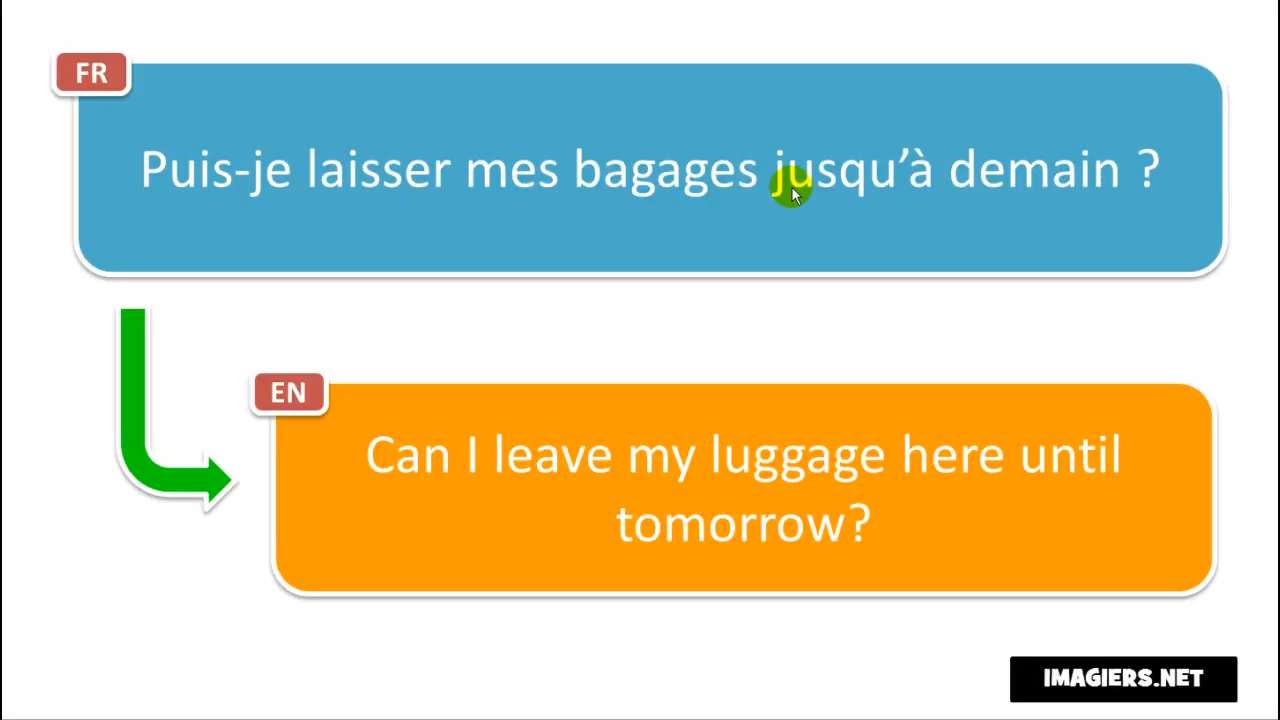 FR
Puis-je laisser mes bagages jusqu’à demain ?
EN
Can I leave my luggage here until
tomorrow?
IMAGIERS.NET